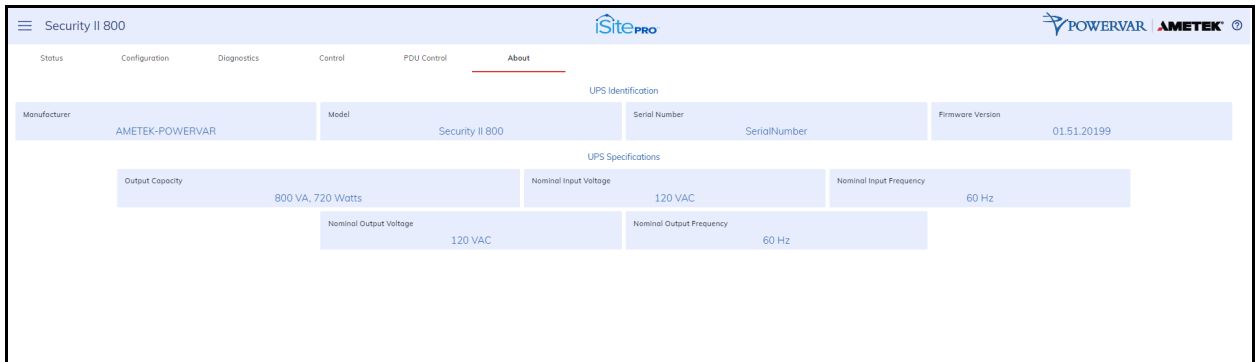 Security II 800
iSite PRO
POWERVAR AMETEK®
Status Configuration Diagnostics Control PDU Control About
UPS Identification
Manufacturer Model Serial Number Firmware Version
AMETEK-POWERVAR Security II 800 SerialNumber 01.51.20199
UPS Specifications
Output Capacity Nominal Input Voltage Nominal Input Frequency
800 VA, 720 Watts 120 VAC 60 Hz
Nominal Output Voltage Nominal Output Frequency
120 VAC 60 Hz